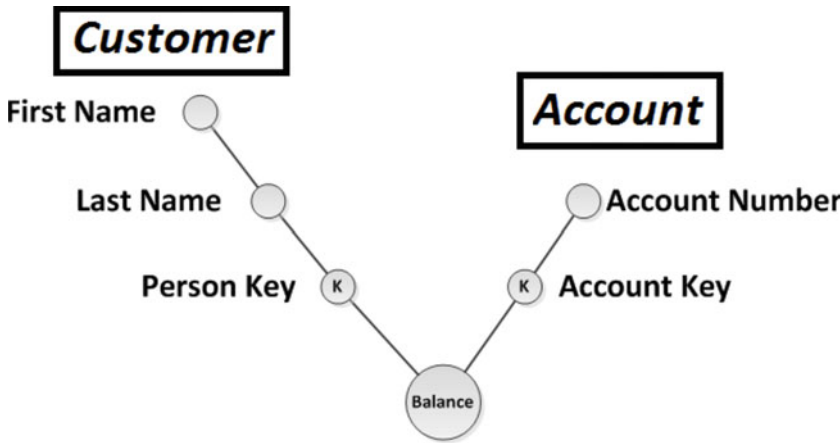 Customer
First Name
Account
Last Name
Account Number
Person Key
K
K
Account Key
Balance